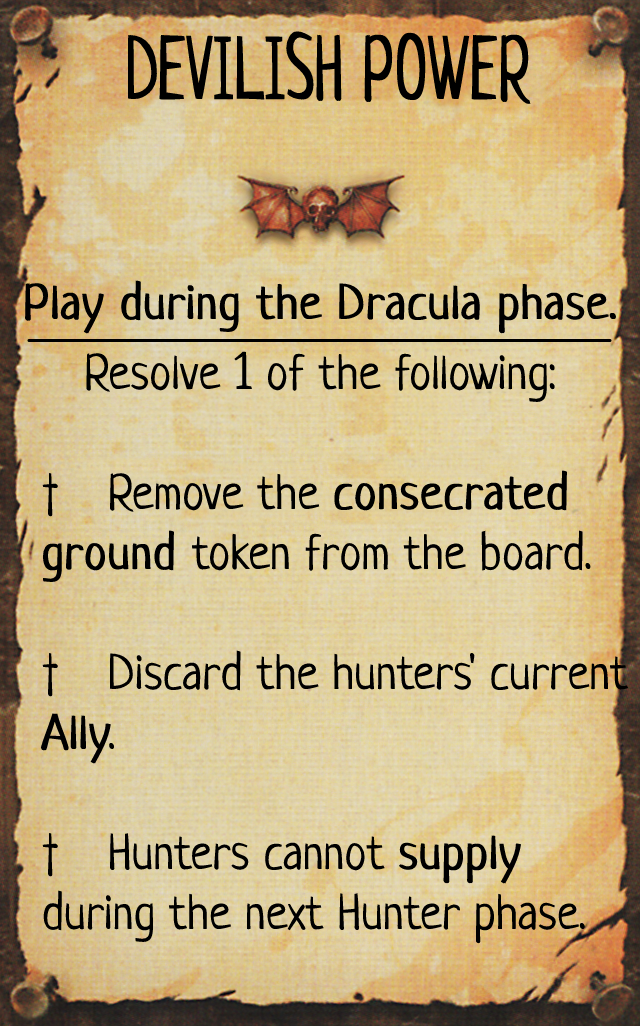 DEVILISH POWER
Play during the Dracula phase.
Resolve 1 of the following:
† Remove the consecrated
ground token from the board.
† Discard the hunters' current
Ally.
† Hunters cannot supply
during the next Hunter phase.